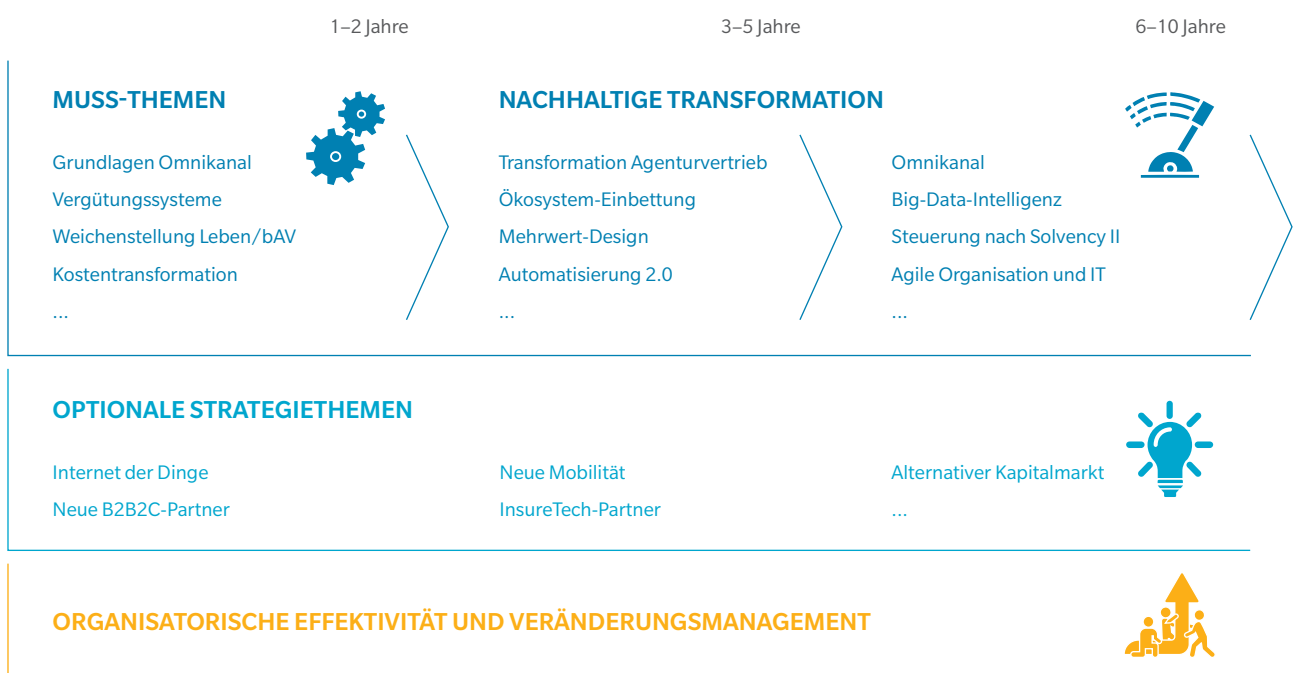 1–2 Jahre
3–5 Jahre
6–10 Jahre
MUSS-THEMEN
Grundlagen Omnikanal
Vergütungssysteme
Weichenstellung Leben/bAV
Kostentransformation
...
NACHHALTIGE TRANSFORMATION
Transformation Agenturvertrieb
Ökosystem-Einbettung
Mehrwert-Design
Automatisierung 2.0
...
Omnikanal
Big-Data-Intelligenz
Steuerung nach Solvency II
Agile Organisation und IT
...
OPTIONALE STRATEGIETHEMEN
Internet der Dinge
Neue B2B2C-Partner
Neue Mobilität
InsureTech-Partner
Alternativer Kapitalmarkt
...
ORGANISATORISCHE EFFEKTIVITÄT UND VERÄNDERUNGSMANAGEMENT